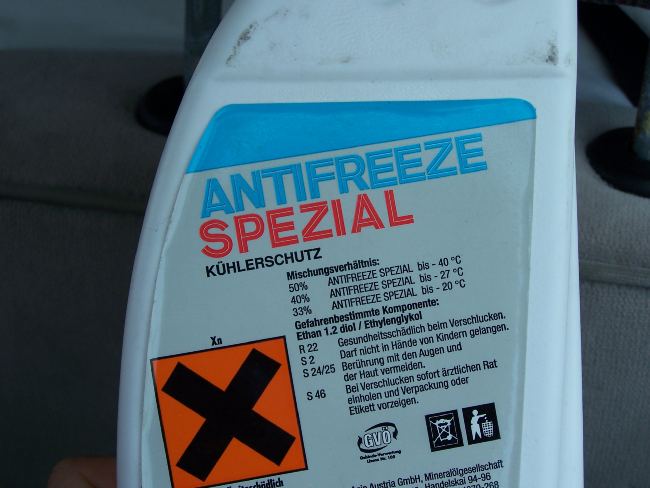 ANTIFREEZE
SPEZIAL
KÜHLERSCHUTZ
Mischungsverhältnis:
50% ANTIFREEZE SPEZIAL bis - 40 °C
40% ANTIFREEZE SPEZIAL bis - 27 °C
33% ANTIFREEZE SPEZIAL bis - 20 °C
Gefahrenbestimmte Komponente:
Ethan 1.2 diol / Ethylenglykol
R 22 Gesundheitsschädlich beim Verschlucken.
S 2 Darf nicht in Hände von Kindern gelangen.
S 24/25 Berührung mit den Augen und
der Haut vermeiden.
S 46 Bei Verschlucken sofort ärztlichen Rat
einholen und Verpackung oder
Etikett vorzeigen.
Xn
GVÖ
Austria GmbH, Mineralölgesellschaft
Handelskai 94-96